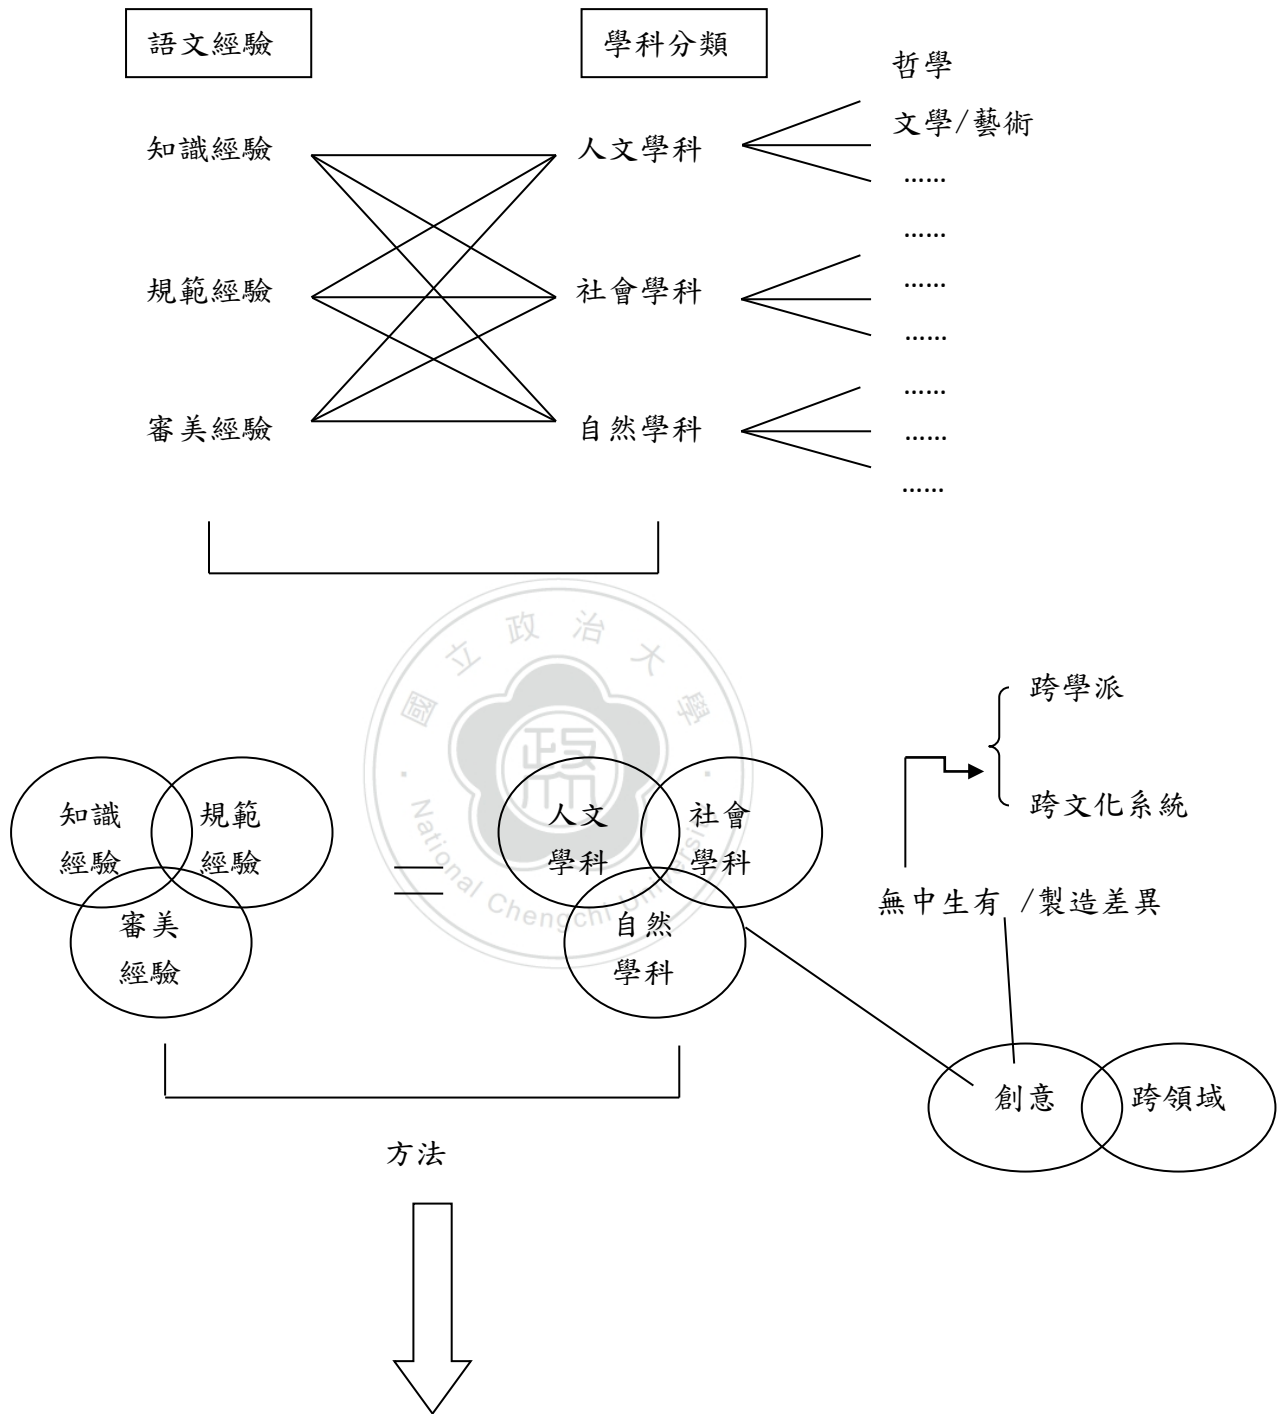 語文經驗
學科分類
哲學
文學/藝術
知識經驗
人文學科
……
……
規範經驗
社會學科
……
……
……
審美經驗
自然學科
……
……
國立政治大學
National Chengchi University
政大
跨學派
跨文化系統
知識
經驗
規範
經驗
審美
經驗
=
人文
學科
社會
學科
自然
學科
無中生有 /製造差異
創意
跨領域
方法